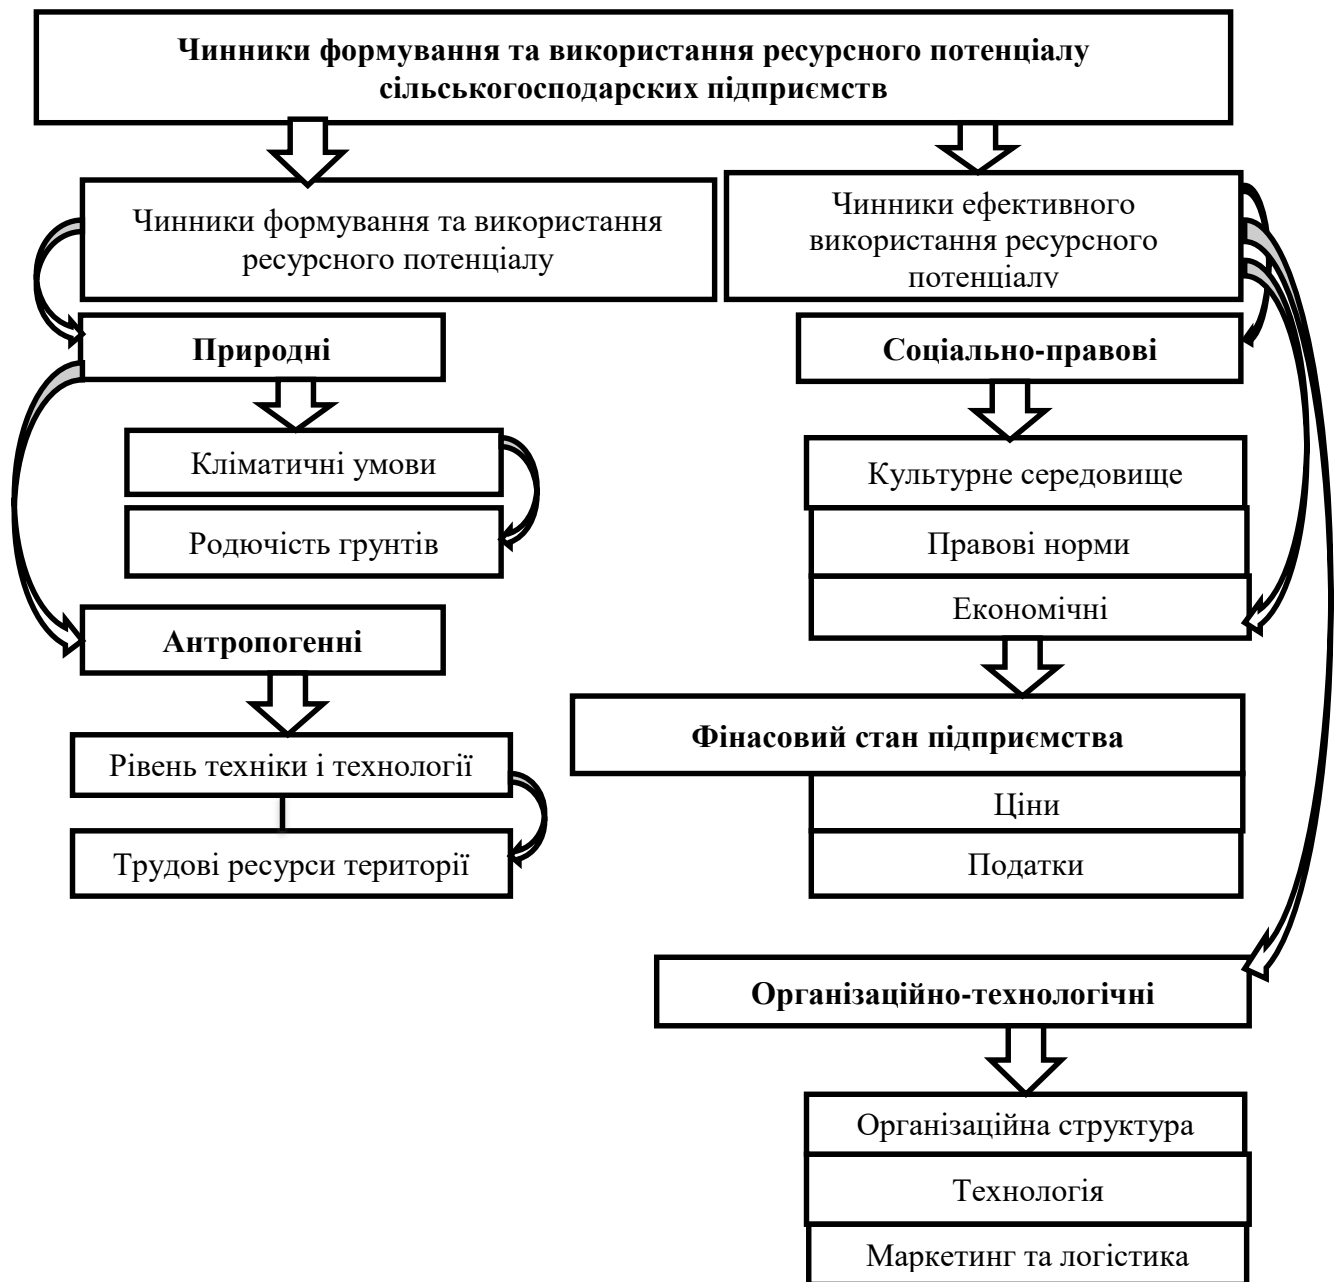 Чинники формування та використання ресурсного потенціалу
сільськогосподарских підприємств
Чинники формування та використання
ресурсного потенціалу
Чинники ефективного
використання ресурсного
потенціалу
Природні
Кліматичні умови
Родючість грунтів
Антропогенні
Рівень техніки і технології
Трудові ресурси території
Соціально-правові
Культурне середовище
Правові норми
Економічні
Фінасовий стан підприємства
Ціни
Податки
Організаційно-технологічні
Організаційна структура
Технологія
Маркетинг та логістика